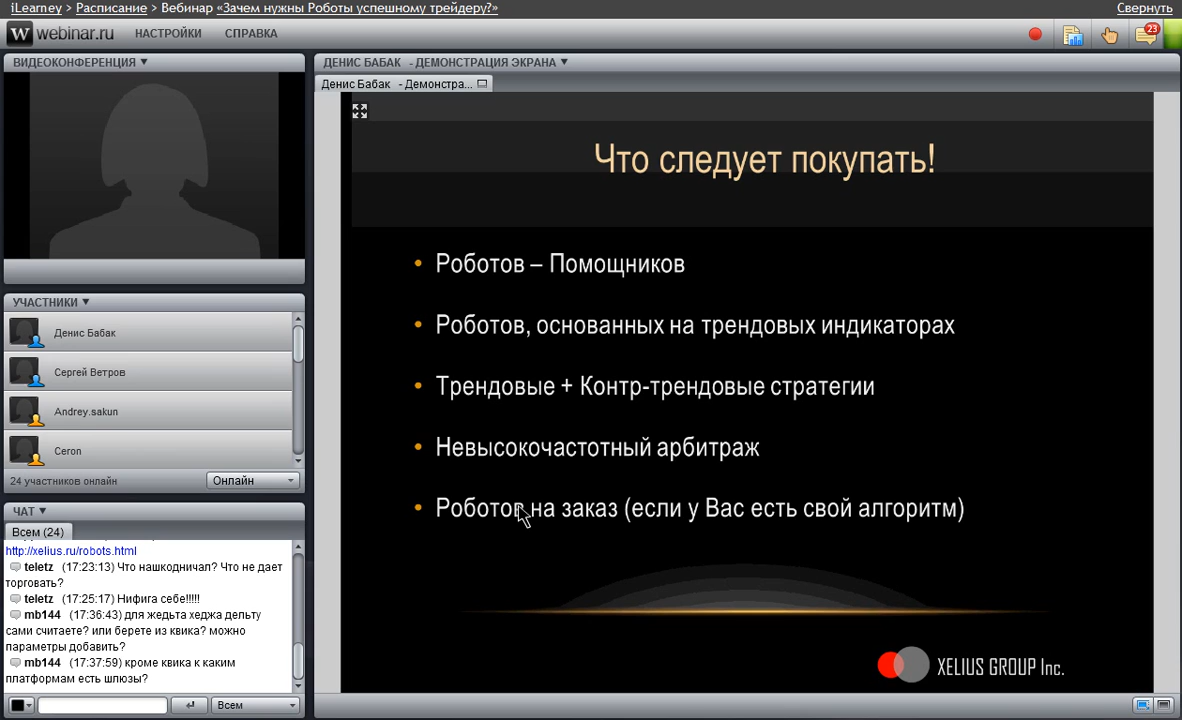 iLearney > Расписание > Вебинар «Зачем нужны Роботы успешному трейдеру?»
Свернуть
W webinar.ru
НАСТРОЙКИ
СПРАВКА
23
ВИДЕОКОНФЕРЕНЦИЯ
ДЕНИС БАБАК - ДЕМОНСТРАЦИЯ ЭКРАНА
Денис Бабак - Демонстра...
Что следует покупать!
• Роботов – Помощников
• Роботов, основанных на трендовых индикаторах
• Трендовые + Контр-трендовые стратегии
• Невысокочастотный арбитраж
• Роботов на заказ (если у Вас есть свой алгоритм)
XELIUS GROUP Inc.
УЧАСТНИКИ
Денис Бабак
Сергей Ветров
Andrey.sakun
Ceron
24 участников онлайн
Онлайн
ЧАТ
Всем (24)
http://xelius.ru/robots.html
teletz (17:23:13) Что нашкодничал? Что не дает
торговать?
teletz (17:25:17) Нифига себе!!!!!
mb144 (17:36:43) для жедьта хеджа дельту
сами считаете? или берете из квика? можно
параметры добавить?
mb144 (17:37:59) кроме квика к каким
платформам есть шлюзы?
Всем